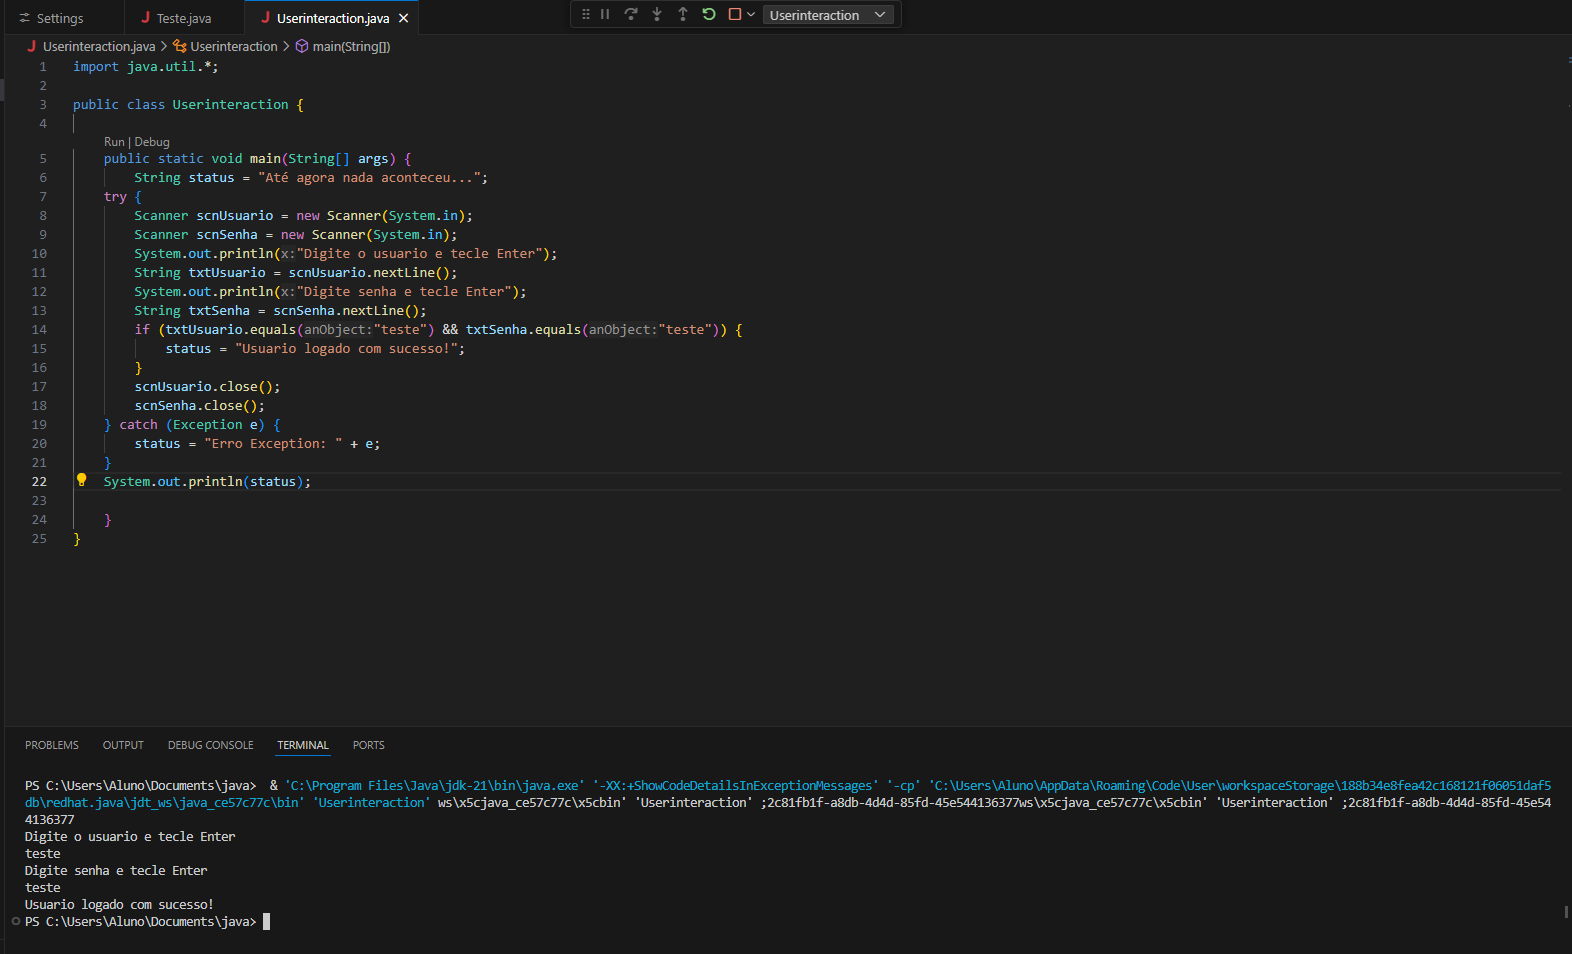 Settings
Teste.java
Userinteraction.java
Userinteraction
Userinteraction.java > Userinteraction > main(String[])
1 import java.util.*;
2
3 public class Userinteraction {
4
Run | Debug
5 public static void main(String[] args) {
6 String status = "Até agora nada aconteceu...";
7 try {
8 Scanner scnUsuario = new Scanner(System.in);
9 Scanner scnSenha = new Scanner(System.in);
10 System.out.println(x:"Digite o usuario e tecle Enter");
11 String txtUsuario = scnUsuario.nextLine();
12 System.out.println(x:"Digite senha e tecle Enter");
13 String txtSenha = scnSenha.nextLine();
14 if (txtUsuario.equals(anObject:"teste") && txtSenha.equals(anObject:"teste")) {
15 status = "Usuario logado com sucesso!";
16 }
17 scnUsuario.close();
18 scnSenha.close();
19 } catch (Exception e) {
20 status = "Erro Exception: " + e;
21 }
22 System.out.println(status);
23
24 }
25 }
PROBLEMS OUTPUT DEBUG CONSOLE TERMINAL PORTS
PS C:\Users\Aluno\Documents\java>  & 'C:\Program Files\Java\jdk-21\bin\java.exe' '-XX:+ShowCodeDetailsInExceptionMessages' '-cp' 'C:\Users\Aluno\AppData\Roaming\Code\User\workspaceStorage\188b34e8fea42c168121f06051daf5
db\redhat.java\jdt_ws\java_ce57c77c\bin' 'Userinteraction' ws\x5cjava_ce57c77c\x5cbin' 'Userinteraction' ;2c81fb1f-a8db-4d4d-85fd-45e544136377ws\x5cjava_ce57c77c\x5cbin' 'Userinteraction' ;2c81fb1f-a8db-4d4d-85fd-45e54
4136377
Digite o usuario e tecle Enter
teste
Digite senha e tecle Enter
teste
Usuario logado com sucesso!
PS C:\Users\Aluno\Documents\java>